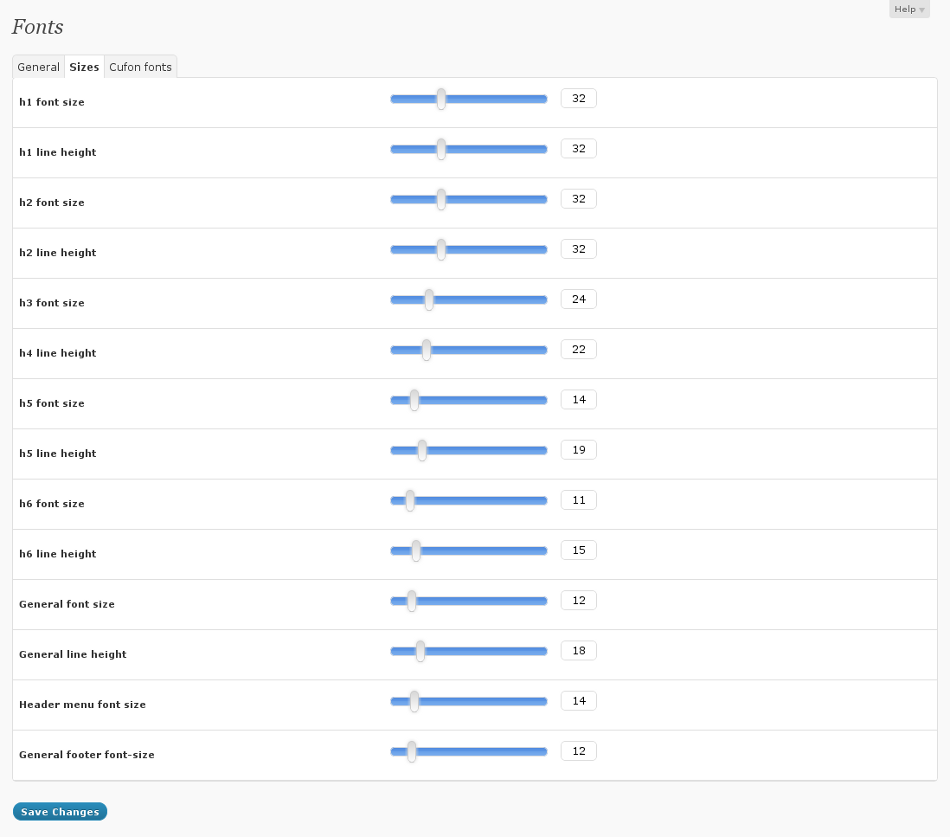 Help
Fonts
General Sizes Cufon fonts
h1 font size 32
h1 line height 32
h2 font size 32
h2 line height 32
h3 font size 24
h4 line height 22
h5 font size 14
h5 line height 19
h6 font size 11
h6 line height 15
General font size 12
General line height 18
Header menu font size 14
General footer font-size 12
Save Changes